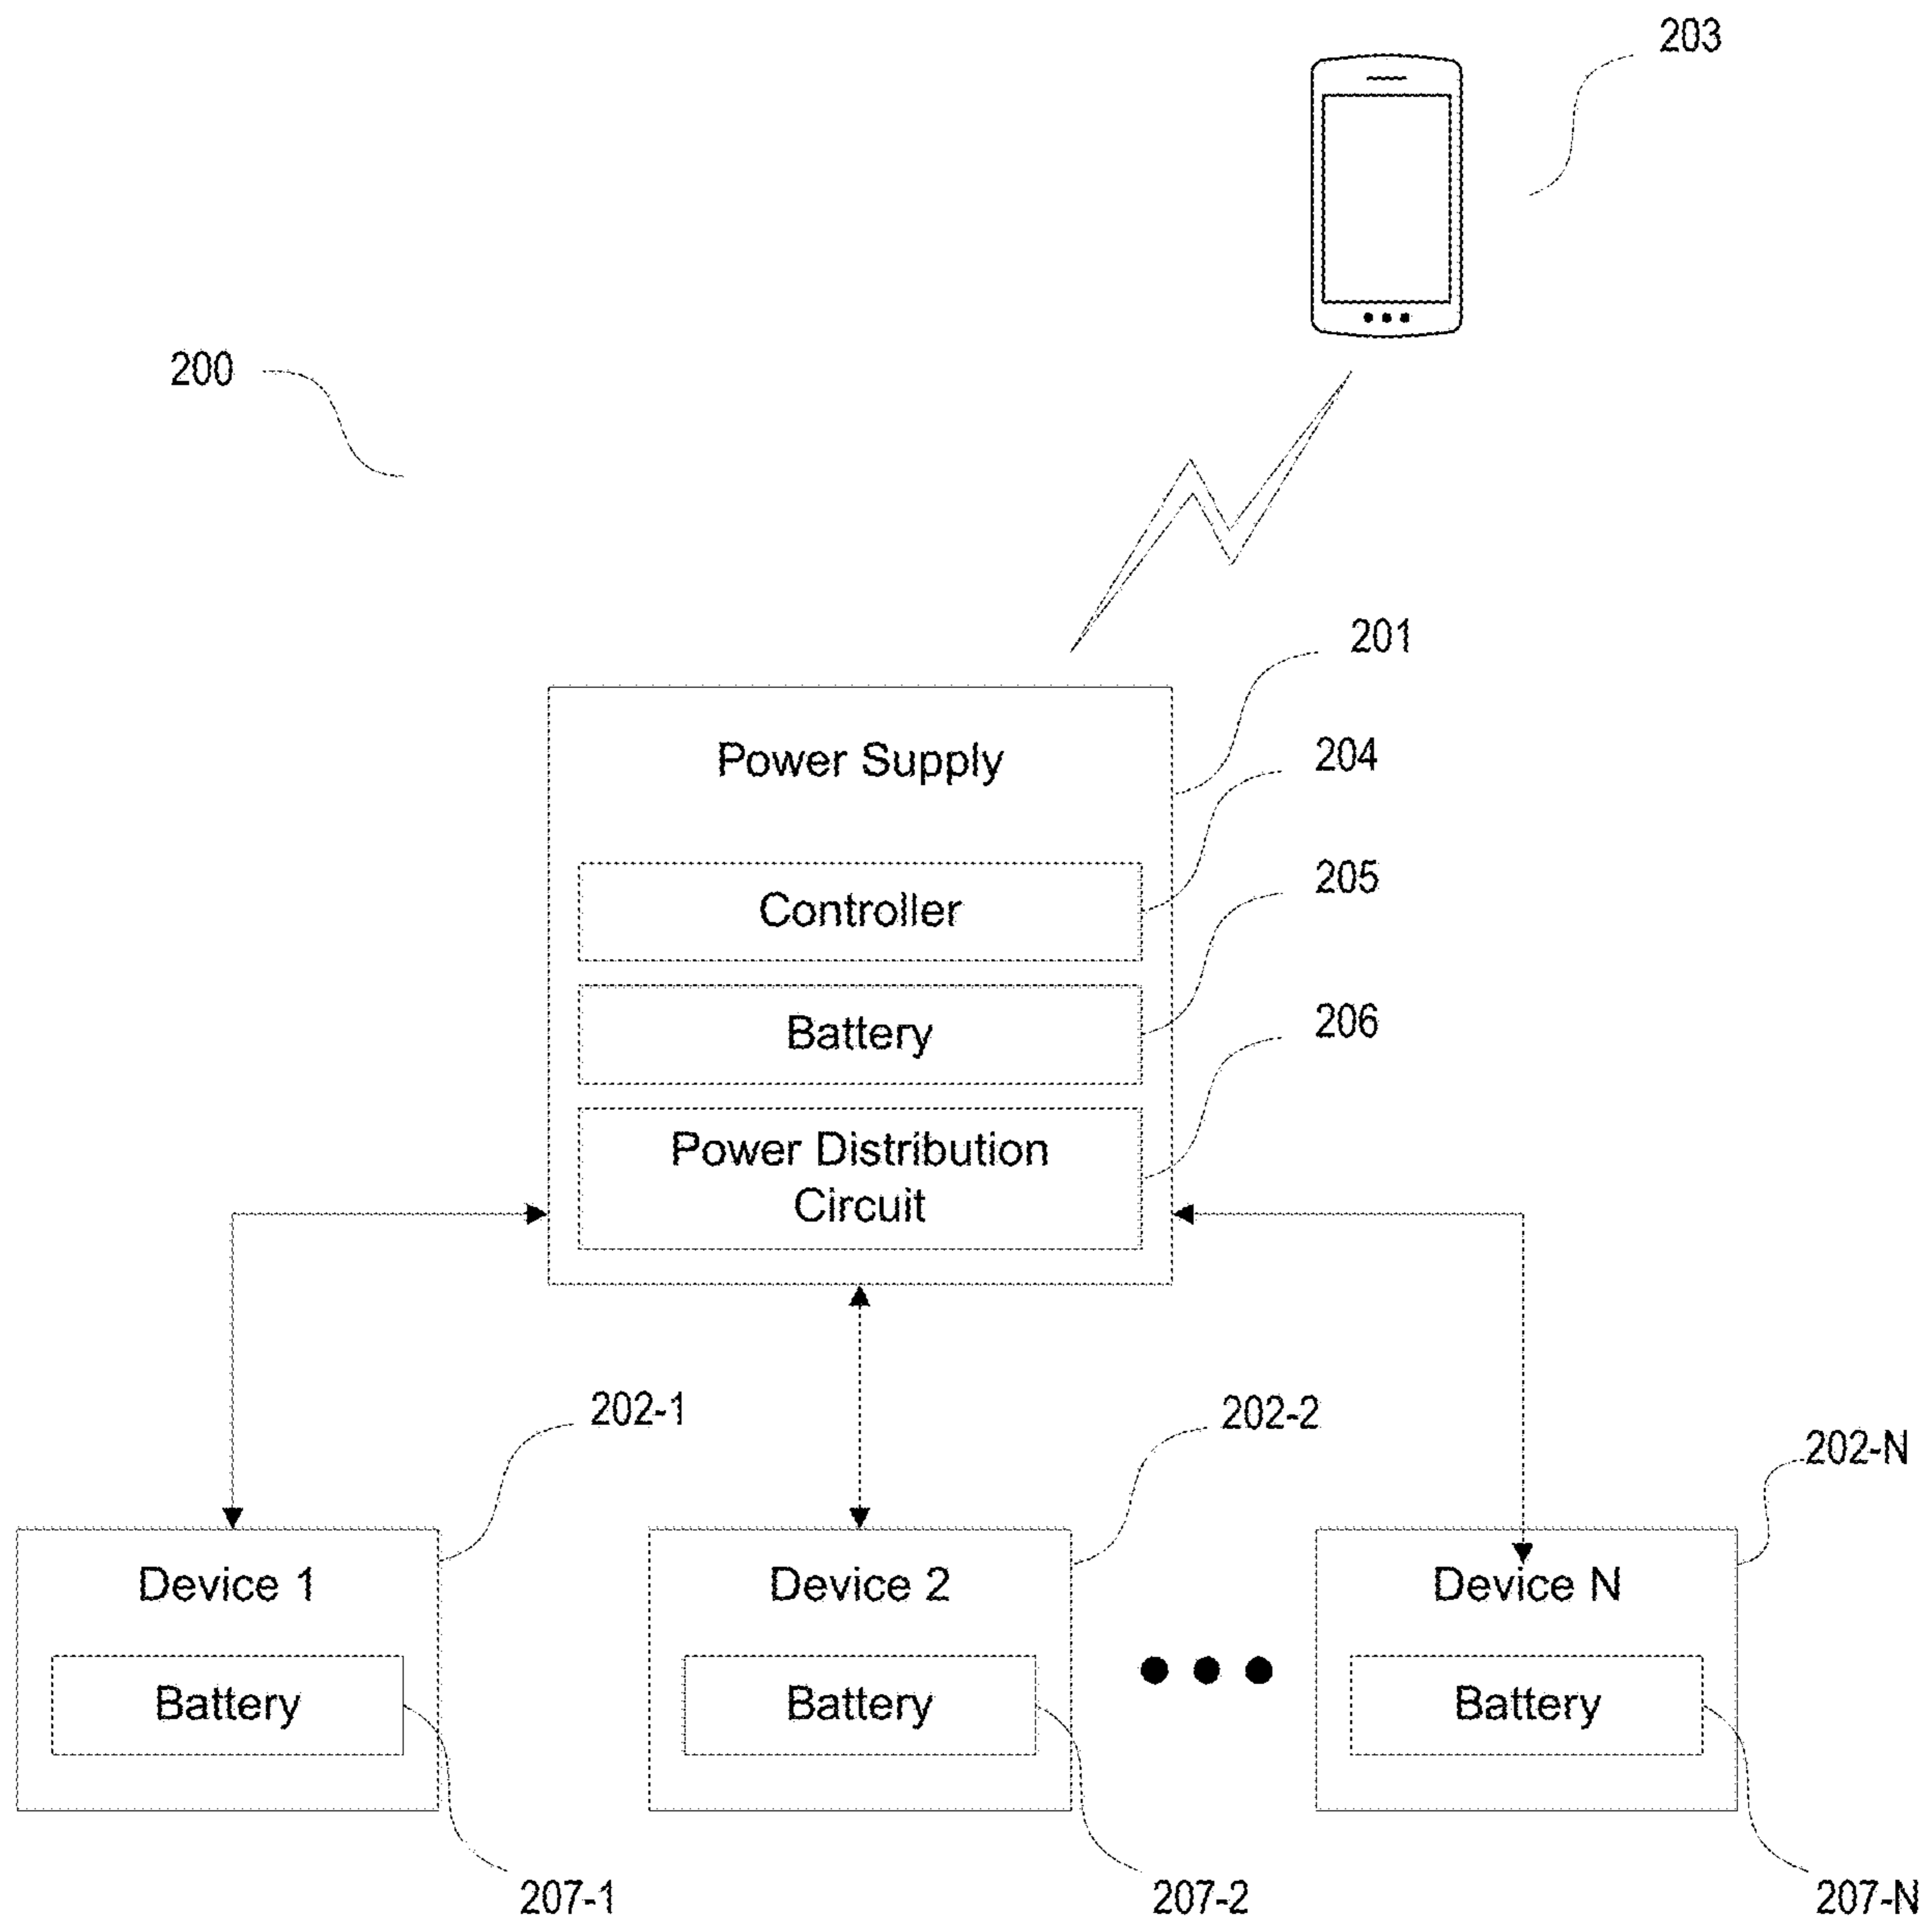 203
200
201
Power Supply
204
Controller
205
Battery
206
Power Distribution
Circuit
202-1
202-2
202-N
Device 1
Device 2
Device N
Battery
Battery
Battery
207-1
207-2
207-N